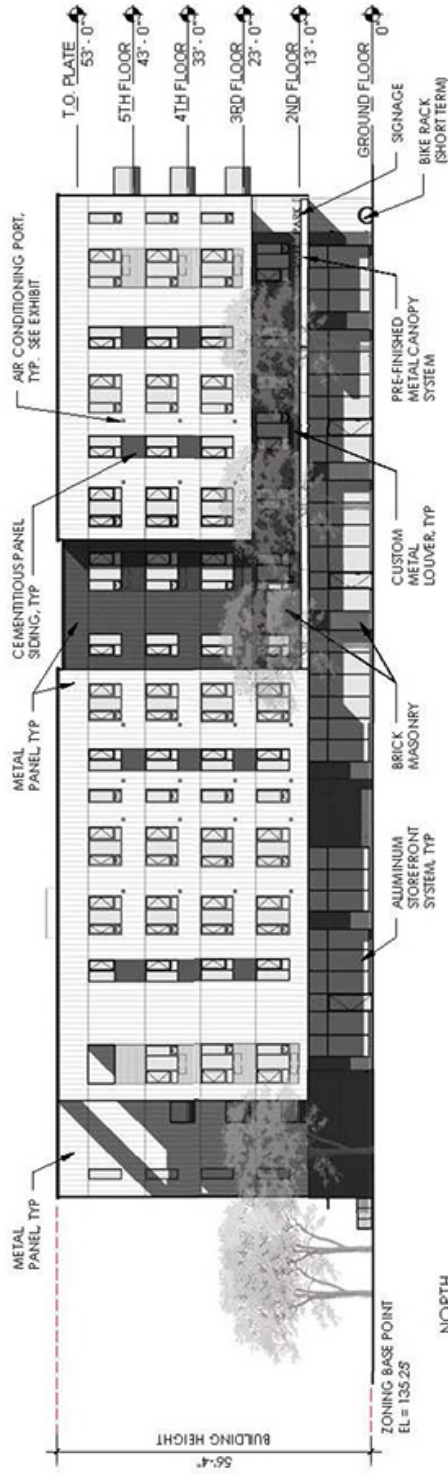 METAL
PANEL, TYP
METAL
PANEL, TYP
CEMENTITIOUS PANEL
SIDING, TYP
AIR CONDITIONING PORT,
TYP. SEE EXHIBIT
T.O. PLATE
53' - 0"
5TH FLOOR
43' - 0"
4TH FLOOR
33' - 0"
3RD FLOOR
23' - 0"
2ND FLOOR
13' - 0"
GROUND FLOOR
0"
56'-4"
BUILDING HEIGHT
ZONING BASE POINT
EL = 135.25'
ALUMINUM
STOREFRONT
SYSTEM, TYP
BRICK
MASONRY
CUSTOM
METAL
LOUVER, TYP
PRE-FINISHED
METAL CANOPY
SYSTEM
SIGNAGE
BIKE RACK
(SHORT TERM)
PARK
NORTH